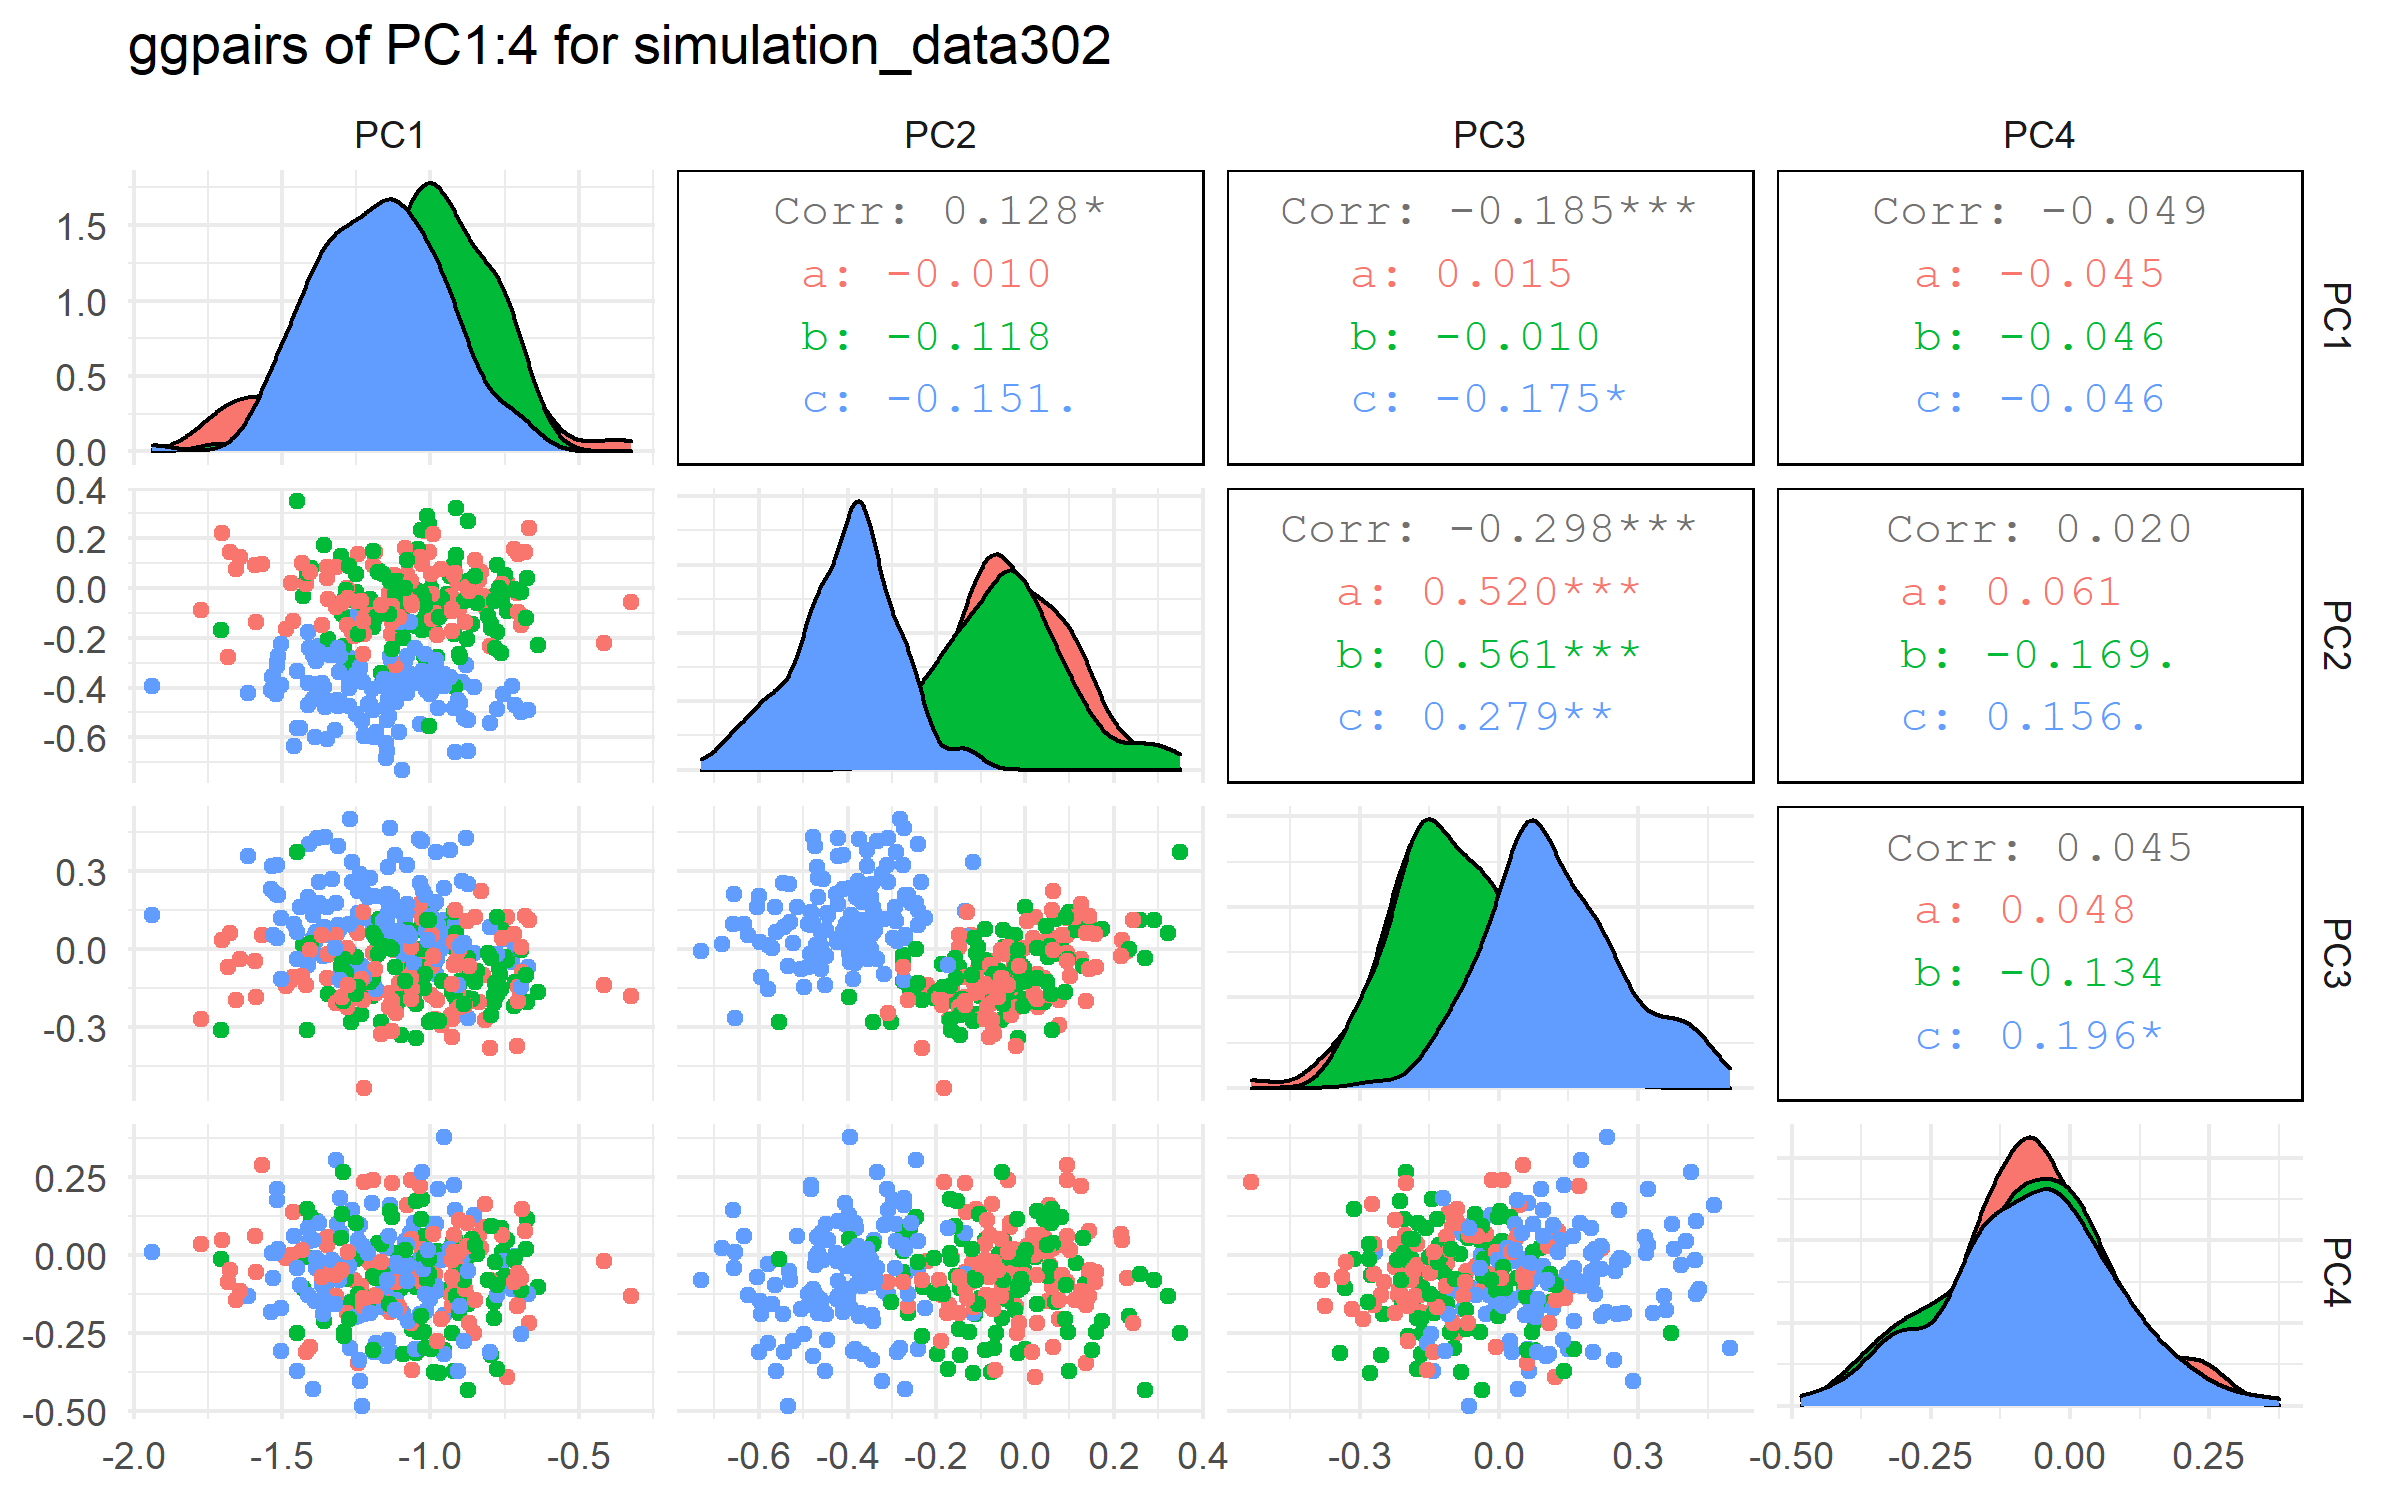 ggpairs of PC1:4 for simulation_data302
PC1 PC2 PC3 PC4
1.5
1.0
0.5
0.0
Corr: 0.128*
a: -0.010
b: -0.118
c: -0.151.
Corr: -0.185***
a: 0.015
b: -0.010
c: -0.175*
Corr: -0.049
a: -0.045
b: -0.046
c: -0.046
PC1
0.4
0.2
0.0
-0.2
-0.4
-0.6
Corr: -0.298***
a: 0.520***
b: 0.561***
c: 0.279**
Corr: 0.020
a: 0.061
b: -0.169.
c: 0.156.
PC2
0.3
0.0
-0.3
Corr: 0.045
a: 0.048
b: -0.134
c: 0.196*
PC3
0.25
0.00
-0.25
-0.50
PC4
-2.0 -1.5 -1.0 -0.5 -0.6 -0.4 -0.2 0.0 0.2 0.4 -0.3 0.0 0.3 -0.50 -0.25 0.00 0.25